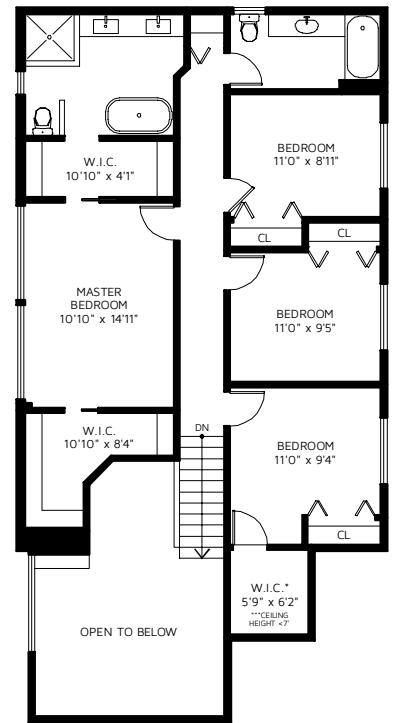 W.I.C.
10'10" x 4'1"
BEDROOM
11'0" x 8'11"
CL
CL
MASTER
BEDROOM
10'10" x 14'11"
BEDROOM
11'0" x 9'5"
W.I.C.
10'10" x 8'4"
DN
BEDROOM
11'0" x 9'4"
CL
W.I.C.*
5'9" x 6'2"
***CEILING
HEIGHT <7'
OPEN TO BELOW